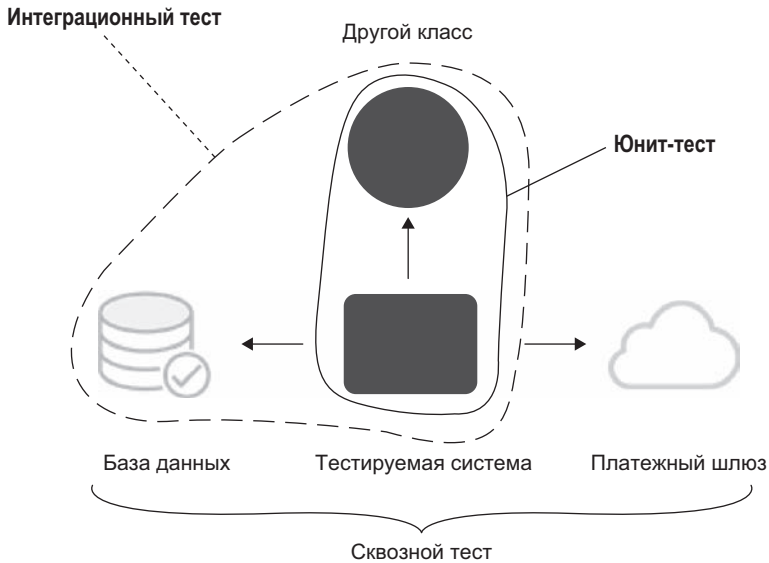 Интеграционный тест
Другой класс
Юнит-тест
База данных
Тестируемая система
Платежный шлюз
Сквозной тест